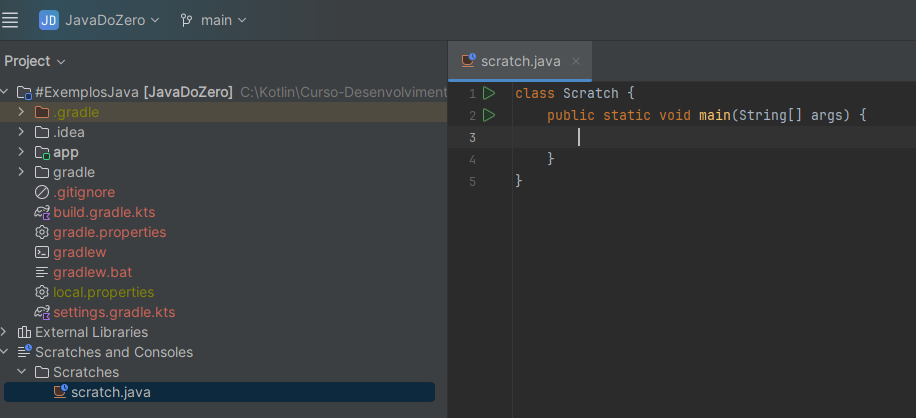 JD JavaDoZero main
Project
#ExemplosJava [JavaDoZero] C:\Kotlin\Curso-Desenvolviment
.gradle
.idea
app
gradle
.gitignore
build.gradle.kts
gradle.properties
gradlew
gradlew.bat
local.properties
settings.gradle.kts
External Libraries
Scratches and Consoles
Scratches
scratch.java
scratch.java
1 class Scratch {
2 public static void main(String[] args) {
3
4 }
5 }